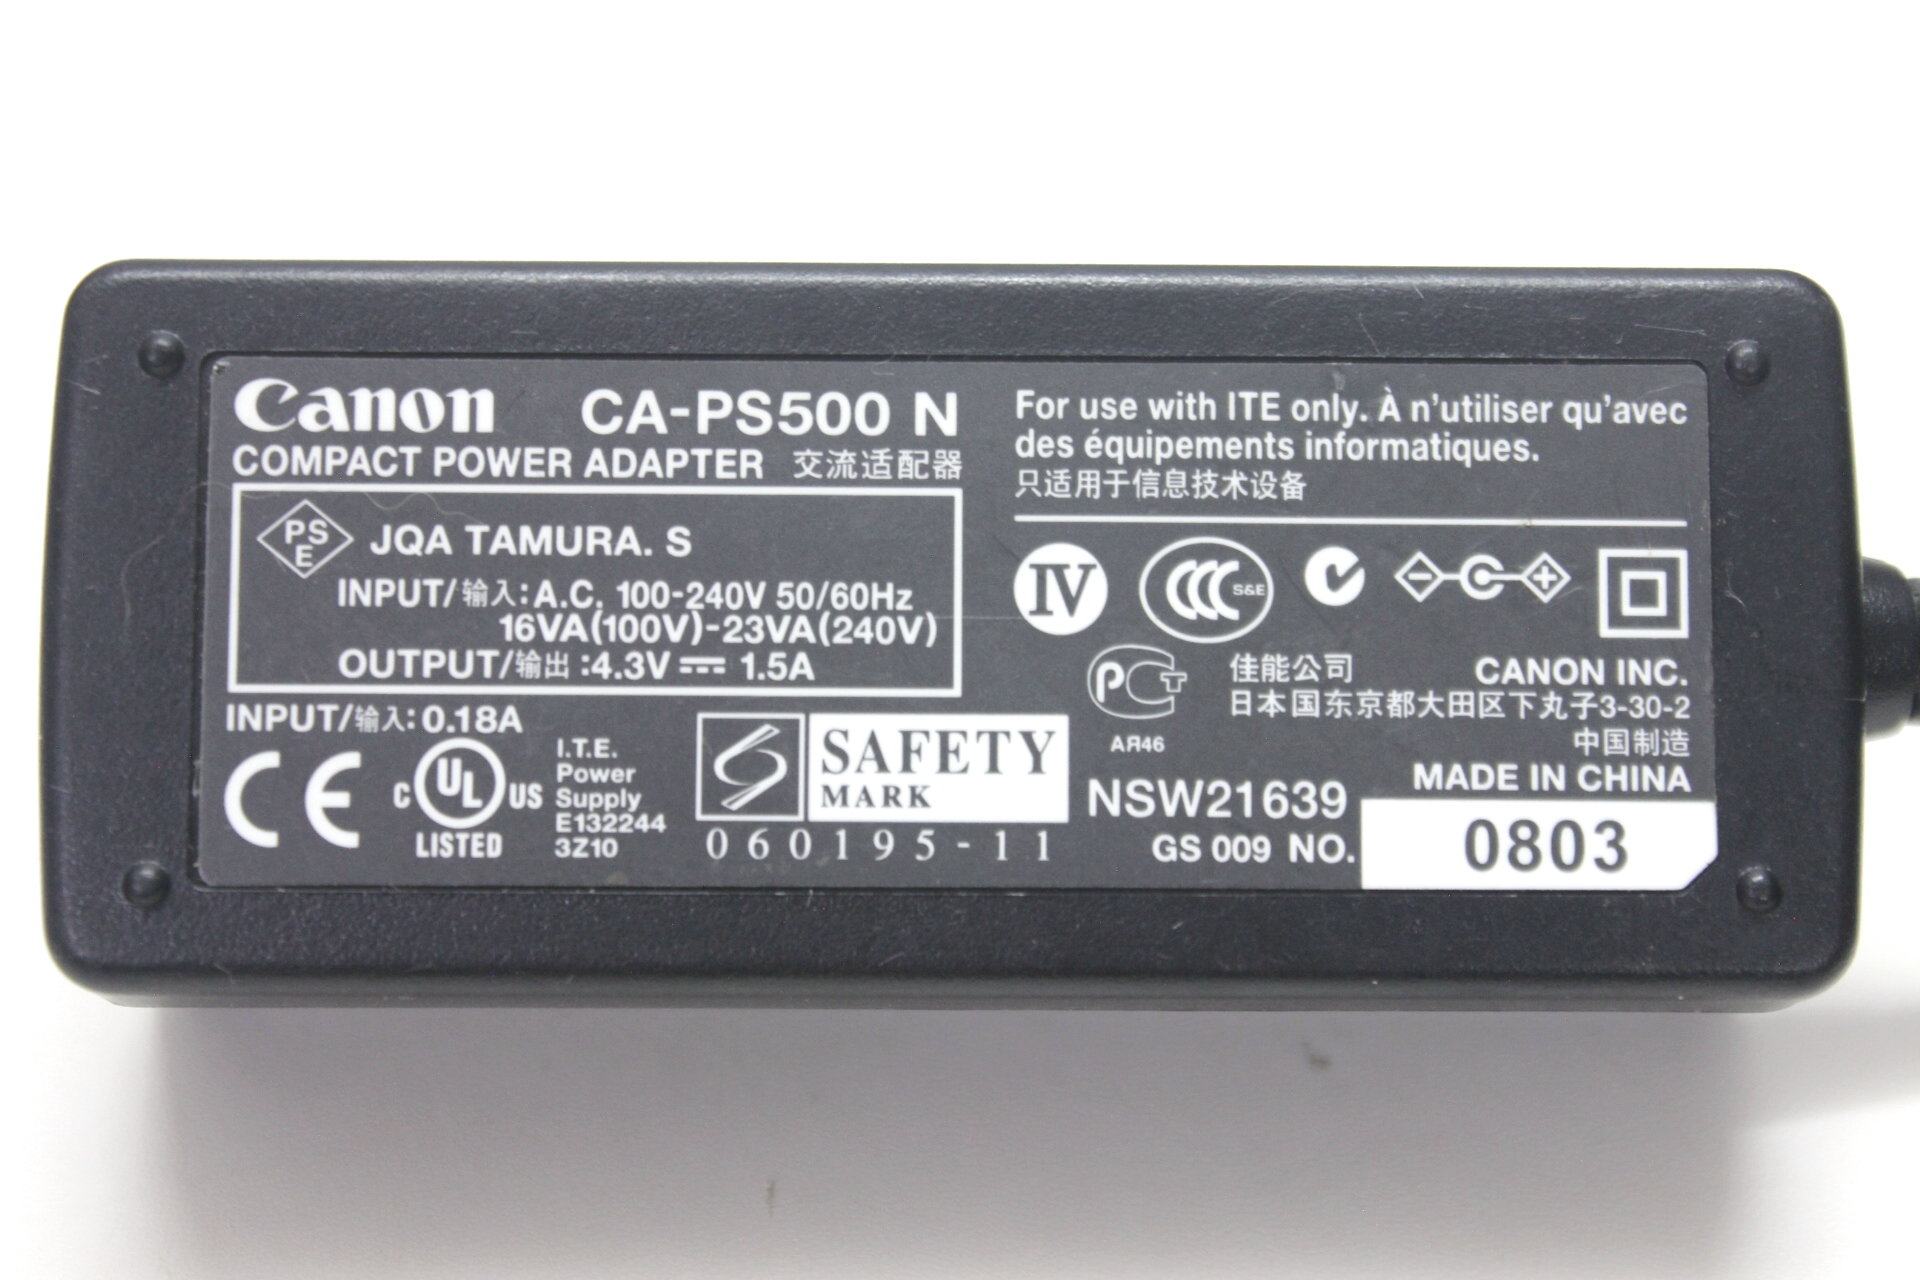 Canon CA-PS500 N
COMPACT POWER ADAPTER 交流适配器
PS
E
JQA TAMURA. S
INPUT/输入:A.C. 100-240V 50/60Hz
16VA(100V)-23VA(240V)
OUTPUT/输出:4.3V⎓1.5A
INPUT/输入:0.18A
CE
C UL US
LISTED
I.T.E.
Power
Supply
E132244
3Z10
SAFETY
MARK
060195-11
For use with ITE only. À n'utiliser qu'avec
des équipements informatiques.
只适用于信息技术设备
IV
CCC S&E
PCT
АЯ46
佳能公司 CANON INC.
日本国东京都大田区下丸子3-30-2
中国制造
MADE IN CHINA
NSW21639
GS 009 NO. 0803